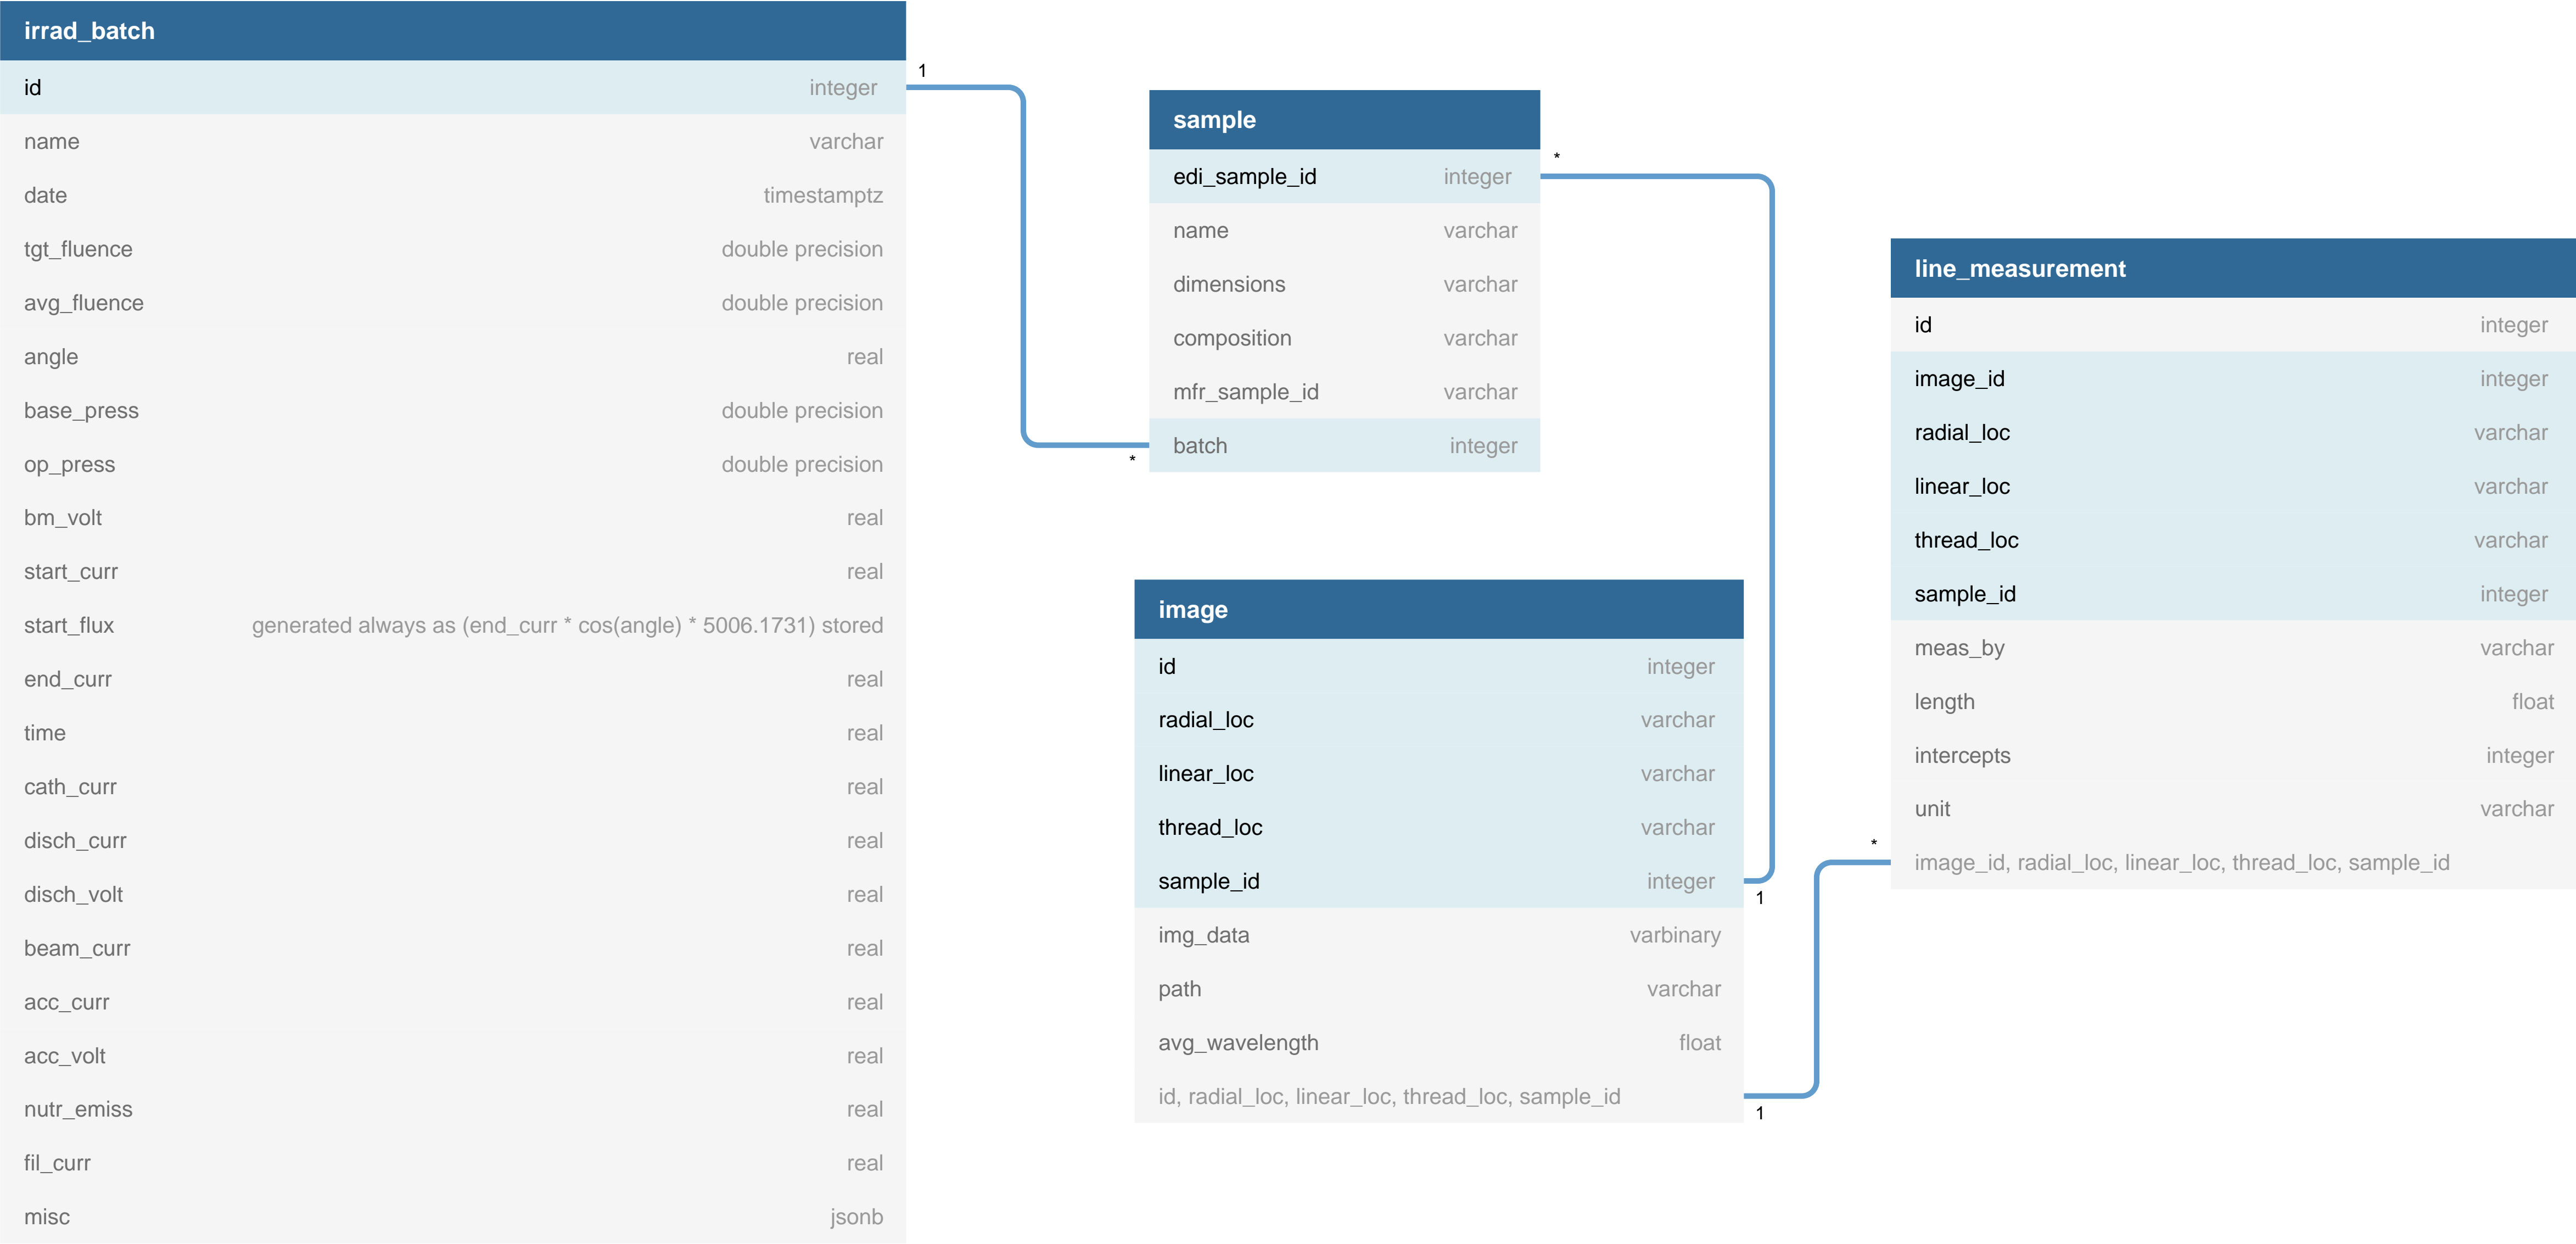 irrad_batch
id integer
name varchar
date timestamptz
tgt_fluence double precision
avg_fluence double precision
angle real
base_press double precision
op_press double precision
bm_volt real
start_curr real
start_flux generated always as (end_curr * cos(angle) * 5006.1731) stored
end_curr real
time real
cath_curr real
disch_curr real
disch_volt real
beam_curr real
acc_curr real
acc_volt real
nutr_emiss real
fil_curr real
misc jsonb
1
*
sample
edi_sample_id integer
name varchar
dimensions varchar
composition varchar
mfr_sample_id varchar
batch integer
*
1
image
id integer
radial_loc varchar
linear_loc varchar
thread_loc varchar
sample_id integer
img_data varbinary
path varchar
avg_wavelength float
id, radial_loc, linear_loc, thread_loc, sample_id
1
*
line_measurement
id integer
image_id integer
radial_loc varchar
linear_loc varchar
thread_loc varchar
sample_id integer
meas_by varchar
length float
intercepts integer
unit varchar
image_id, radial_loc, linear_loc, thread_loc, sample_id